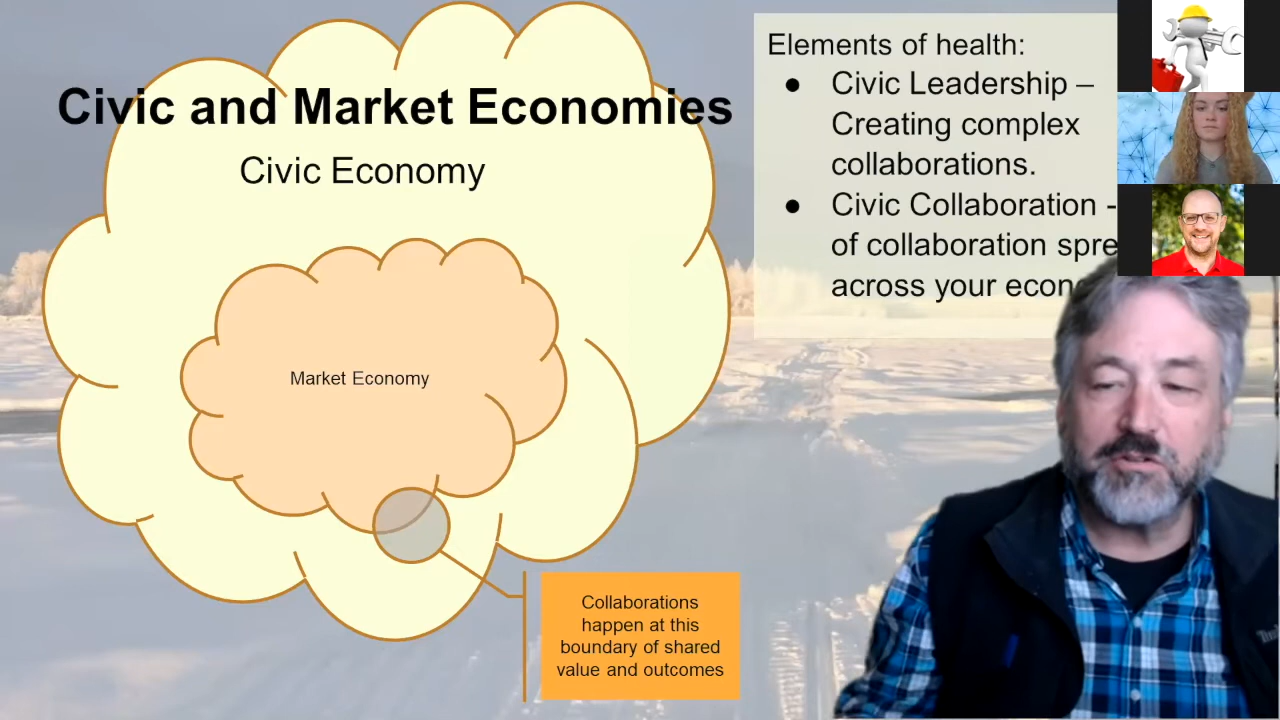 Civic and Market Economies
Civic Economy
Market Economy
Collaborations
happen at this
boundary of shared
value and outcomes
Elements of health:
● Civic Leadership –
Creating complex
collaborations.
● Civic Collaboration -
of collaboration
across your